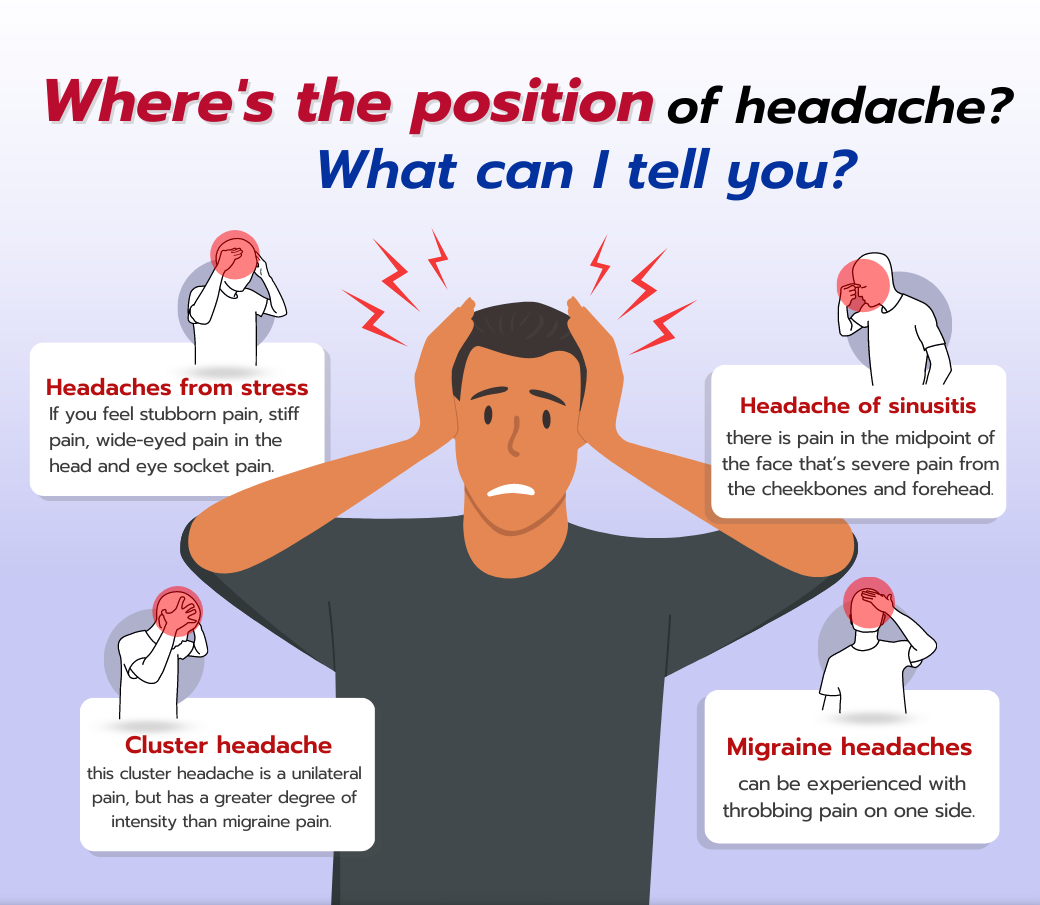 Where's the position of headache?
What can I tell you?
Headaches from stress
If you feel stubborn pain, stiff
pain, wide-eyed pain in the
head and eye socket pain.
Headache of sinusitis
there is pain in the midpoint of
the face that's severe pain from
the cheekbones and forehead.
Cluster headache
this cluster headache is a unilateral
pain, but has a greater degree of
intensity than migraine pain.
Migraine headaches
can be experienced with
throbbing pain on one side.